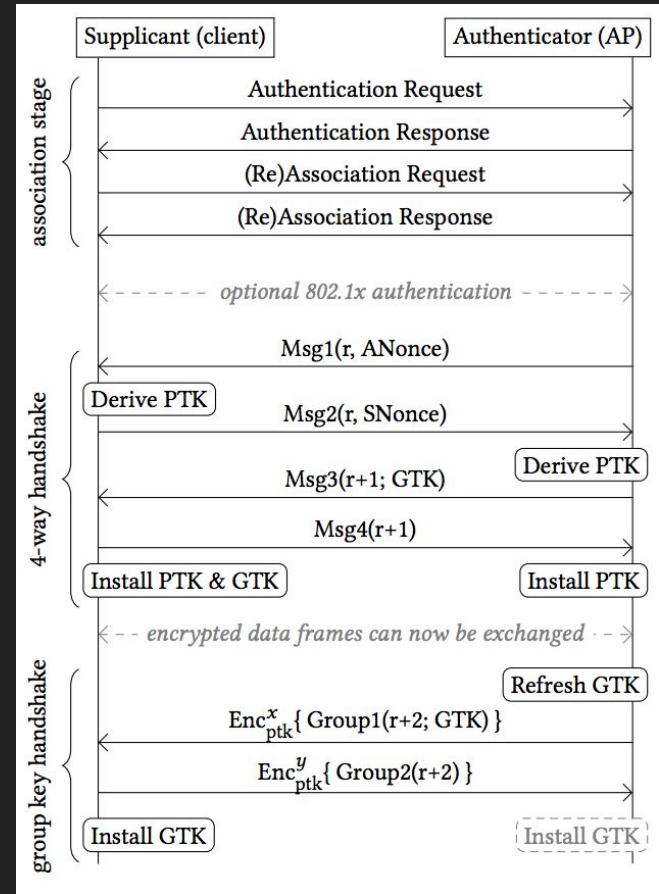 Supplicant (client)
Authenticator (AP)
association stage
Authentication Request
Authentication Response
(Re)Association Request
(Re)Association Response
optional 802.1x authentication
4-way handshake
Msg1(r, ANonce)
Derive PTK
Msg2(r, SNonce)
Derive PTK
Msg3(r+1; GTK)
Msg4(r+1)
Install PTK & GTK
Install PTK
encrypted data frames can now be exchanged
group key handshake
Refresh GTK
Enc^x_ptk{ Group1(r+2; GTK) }
Enc^y_ptk{ Group2(r+2) }
Install GTK
Install GTK